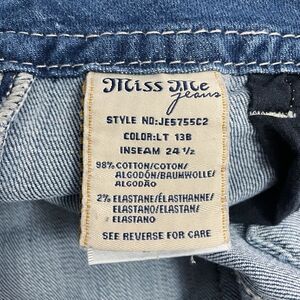 Miss Me
jeans
STYLE NO:JE5755C2
COLOR:LT 13B
INSEAM 24 1/2
98% COTTON/COTON/
ALGODÓN/BAUMWOLLE/
ALGODÃO
2% ELASTANE/ÉLASTHANNE/
ELASTANO/ELASTAN/
ELASTANO
SEE REVERSE FOR CARE